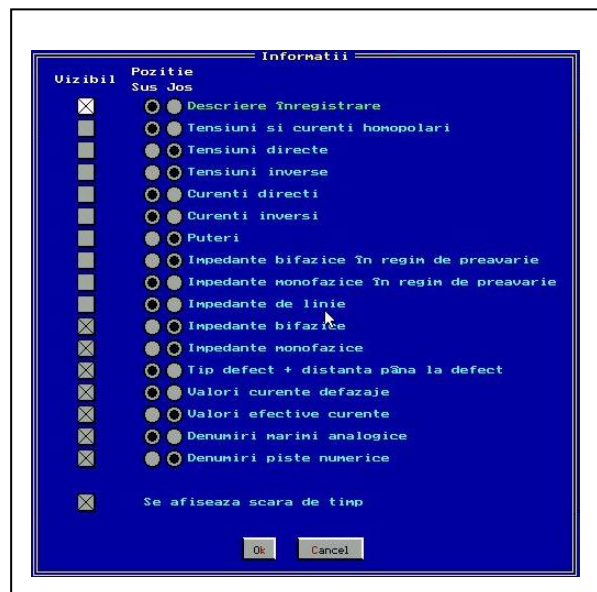 Informatii
Vizibil
Pozitie
Sus Jos
Descriere înregistrare
Tensiuni si curenti homopolari
Tensiuni directe
Tensiuni inverse
Curenti directi
Curenti inversi
Puteri
Impedante bifazice în regim de preavarie
Impedante monofazice în regim de preavarie
Impedante de linie
Impedante bifazice
Impedante monofazice
Tip defect + distanta pâna la defect
Valori curente defazaje
Valori efective curente
Denumiri marimi analogice
Denumiri piste numerice
Se afiseaza scara de timp
Ok Cancel